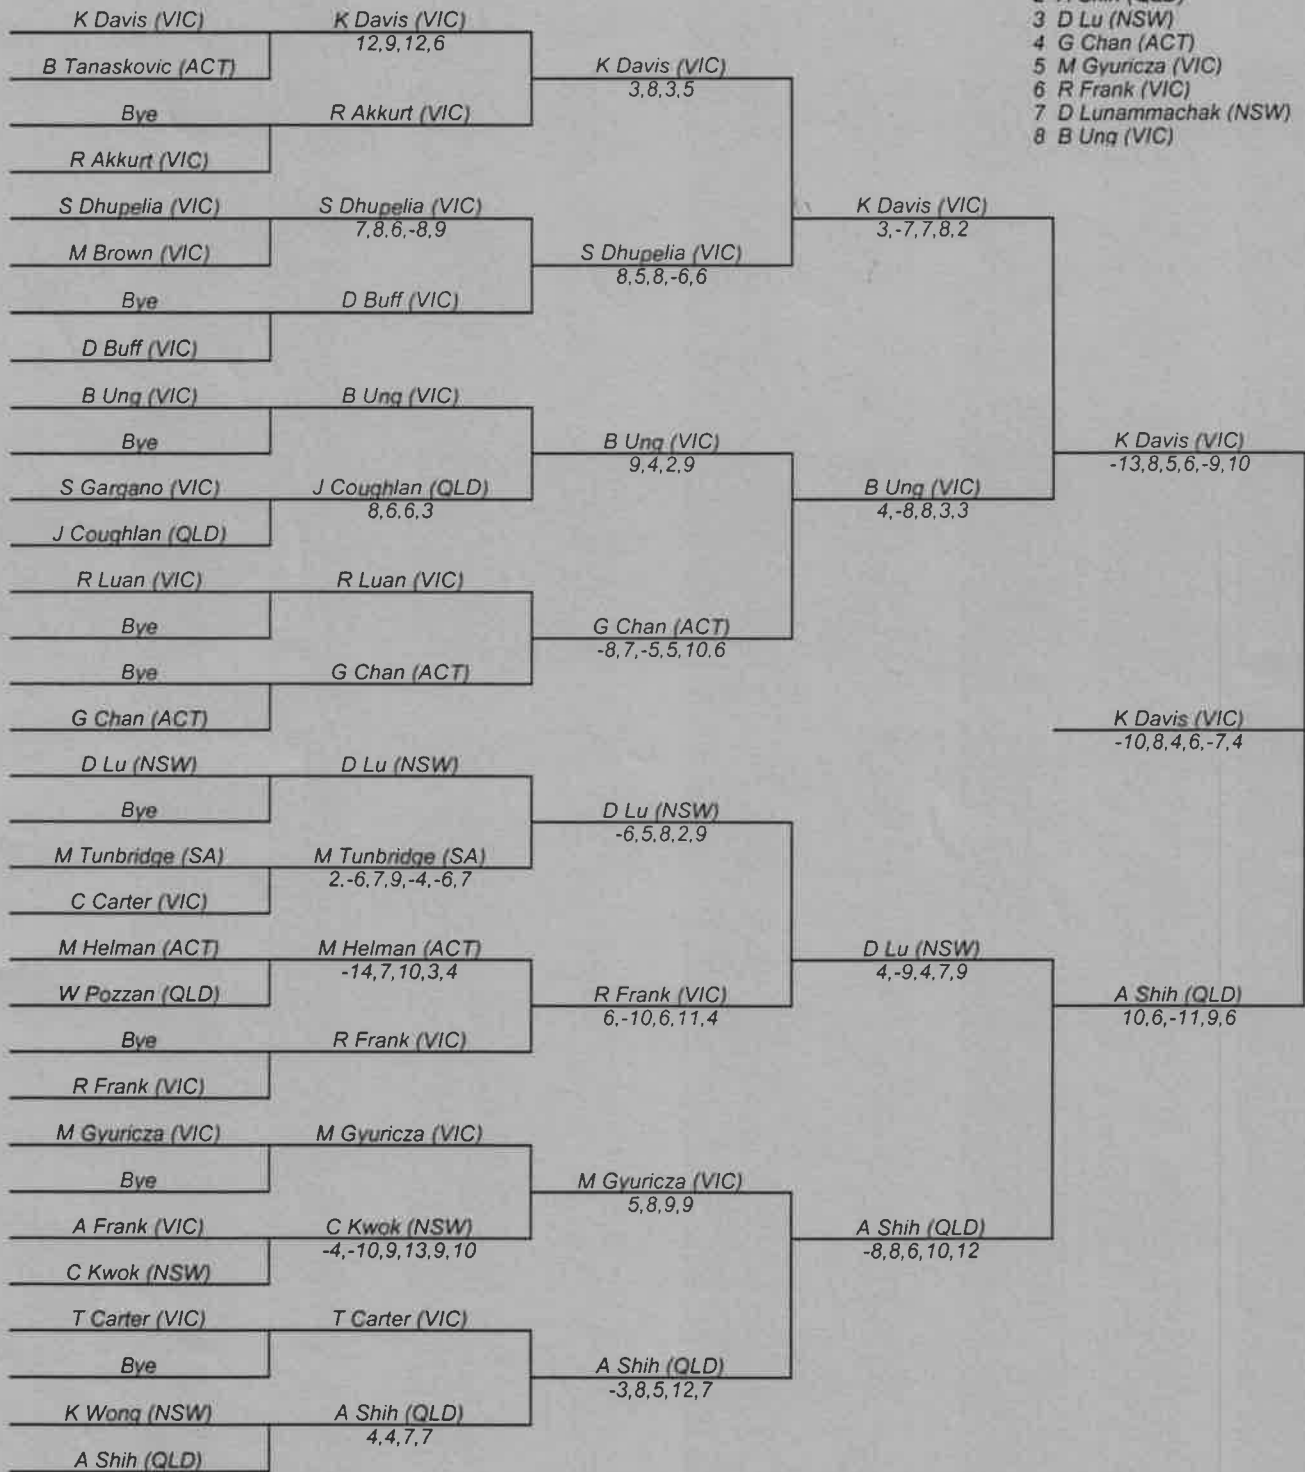 K Davis (VIC)
B Tanaskovic (ACT)
Bye
R Akkurt (VIC)
S Dhupelia (VIC)
M Brown (VIC)
Bye
D Buff (VIC)
B Ung (VIC)
Bye
S Gargano (VIC)
J Coughlan (QLD)
R Luan (VIC)
Bye
Bye
G Chan (ACT)
D Lu (NSW)
Bye
M Tunbridge (SA)
C Carter (VIC)
M Helman (ACT)
W Pozzan (QLD)
Bye
R Frank (VIC)
M Gyuricza (VIC)
Bye
A Frank (VIC)
C Kwok (NSW)
T Carter (VIC)
Bye
K Wong (NSW)
A Shih (QLD)
K Davis (VIC)
12,9,12,6
R Akkurt (VIC)
S Dhupelia (VIC)
7,8,6,-8,9
D Buff (VIC)
B Ung (VIC)
J Coughlan (QLD)
8,6.6,3
R Luan (VIC)
G Chan (ACT)
D Lu (NSW)
M Tunbridge (SA)
2.-6,7,9,-4,-6,7
M Helman (ACT)
-14,7,10,3,4
R Frank (VIC)
M Gyuricza (VIC)
C Kwok (NSW)
-4,-10,9,13,9,10
T Carter (VIC)
A Shih (QLD)
4,4,7,7
K Davis (VIC)
3,8,3,5
S Dhupelia (VIC)
8,5,8,-6,6
B Ung (VIC)
9,4,2,9
G Chan (ACT)
-8,7,-5,5,10,6
D Lu (NSW)
-6,5,8,2,9
R Frank (VIC)
6,-10,6,11,4
M Gyuricza (VIC)
5,8,9,9
A Shih (QLD)
-3,8,5,12,7
K Davis (VIC)
3,-7,7,8,2
B Ung (VIC)
4,-8,8,3,3
D Lu (NSW)
4,-9,4,7,9
A Shih (QLD)
-8,8,6,10,12
K Davis (VIC)
-13,8,5,6,-9,10
K Davis (VIC)
-10,8,4,6,-7,4
A Shih (QLD)
10,6,-11,9,6
3 D Lu (NSW)
4 G Chan (ACT)
5 M Gyuricza (VIC)
6 R Frank (VIC)
7 D Lunammachak (NSW)
8 B Ung (VIC)